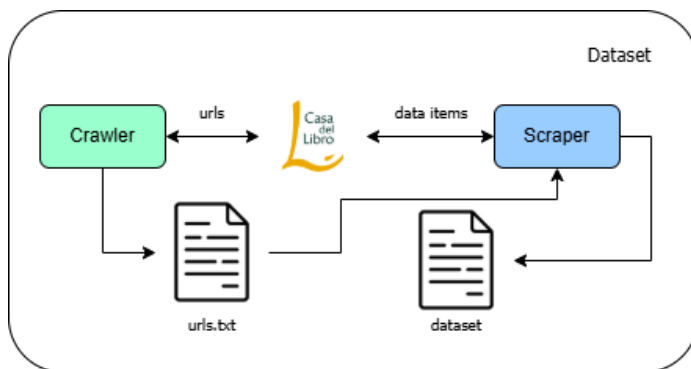 Dataset
Crawler
urls
Casa
del
Libro
data items
Scraper
urls.txt
dataset